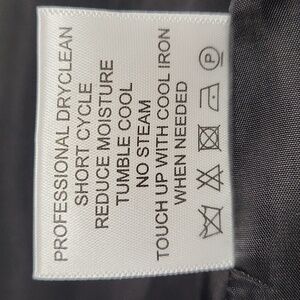 PROFESSIONAL DRYCLEAN
SHORT CYCLE
REDUCE MOISTURE
TUMBLE COOL
NO STEAM
TOUCH UP WITH COOL IRON
WHEN NEEDED
P